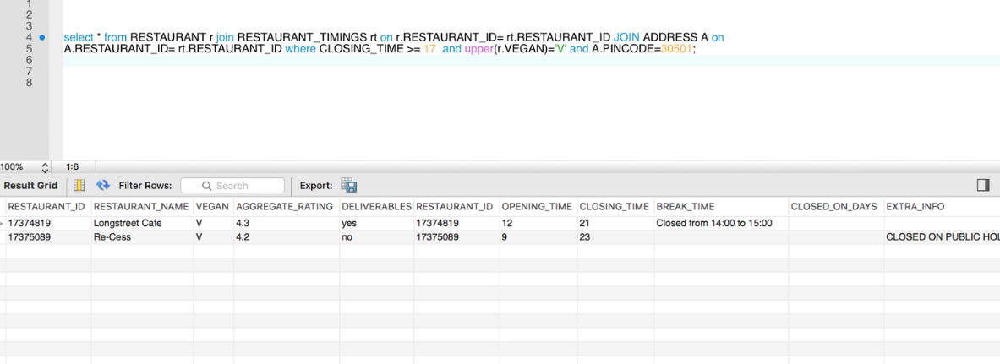 1
2
3
4 select * from RESTAURANT r join RESTAURANT_TIMINGS rt on r.RESTAURANT_ID= rt.RESTAURANT_ID JOIN ADDRESS A on
5 A.RESTAURANT_ID= rt.RESTAURANT_ID where CLOSING_TIME >= 17 and upper(r.VEGAN)='V' and A.PINCODE=30501;
6
7
8
100% 1:6
Result Grid Filter Rows: Search Export:
RESTAURANT_ID RESTAURANT_NAME VEGAN AGGREGATE_RATING DELIVERABLES RESTAURANT_ID OPENING_TIME CLOSING_TIME BREAK_TIME CLOSED_ON_DAYS EXTRA_INFO
17374819 Longstreet Cafe V 4.3 yes 17374819 12 21 Closed from 14:00 to 15:00
17375089 Re-Cess V 4.2 no 17375089 9 23 CLOSED ON PUBLIC HOL